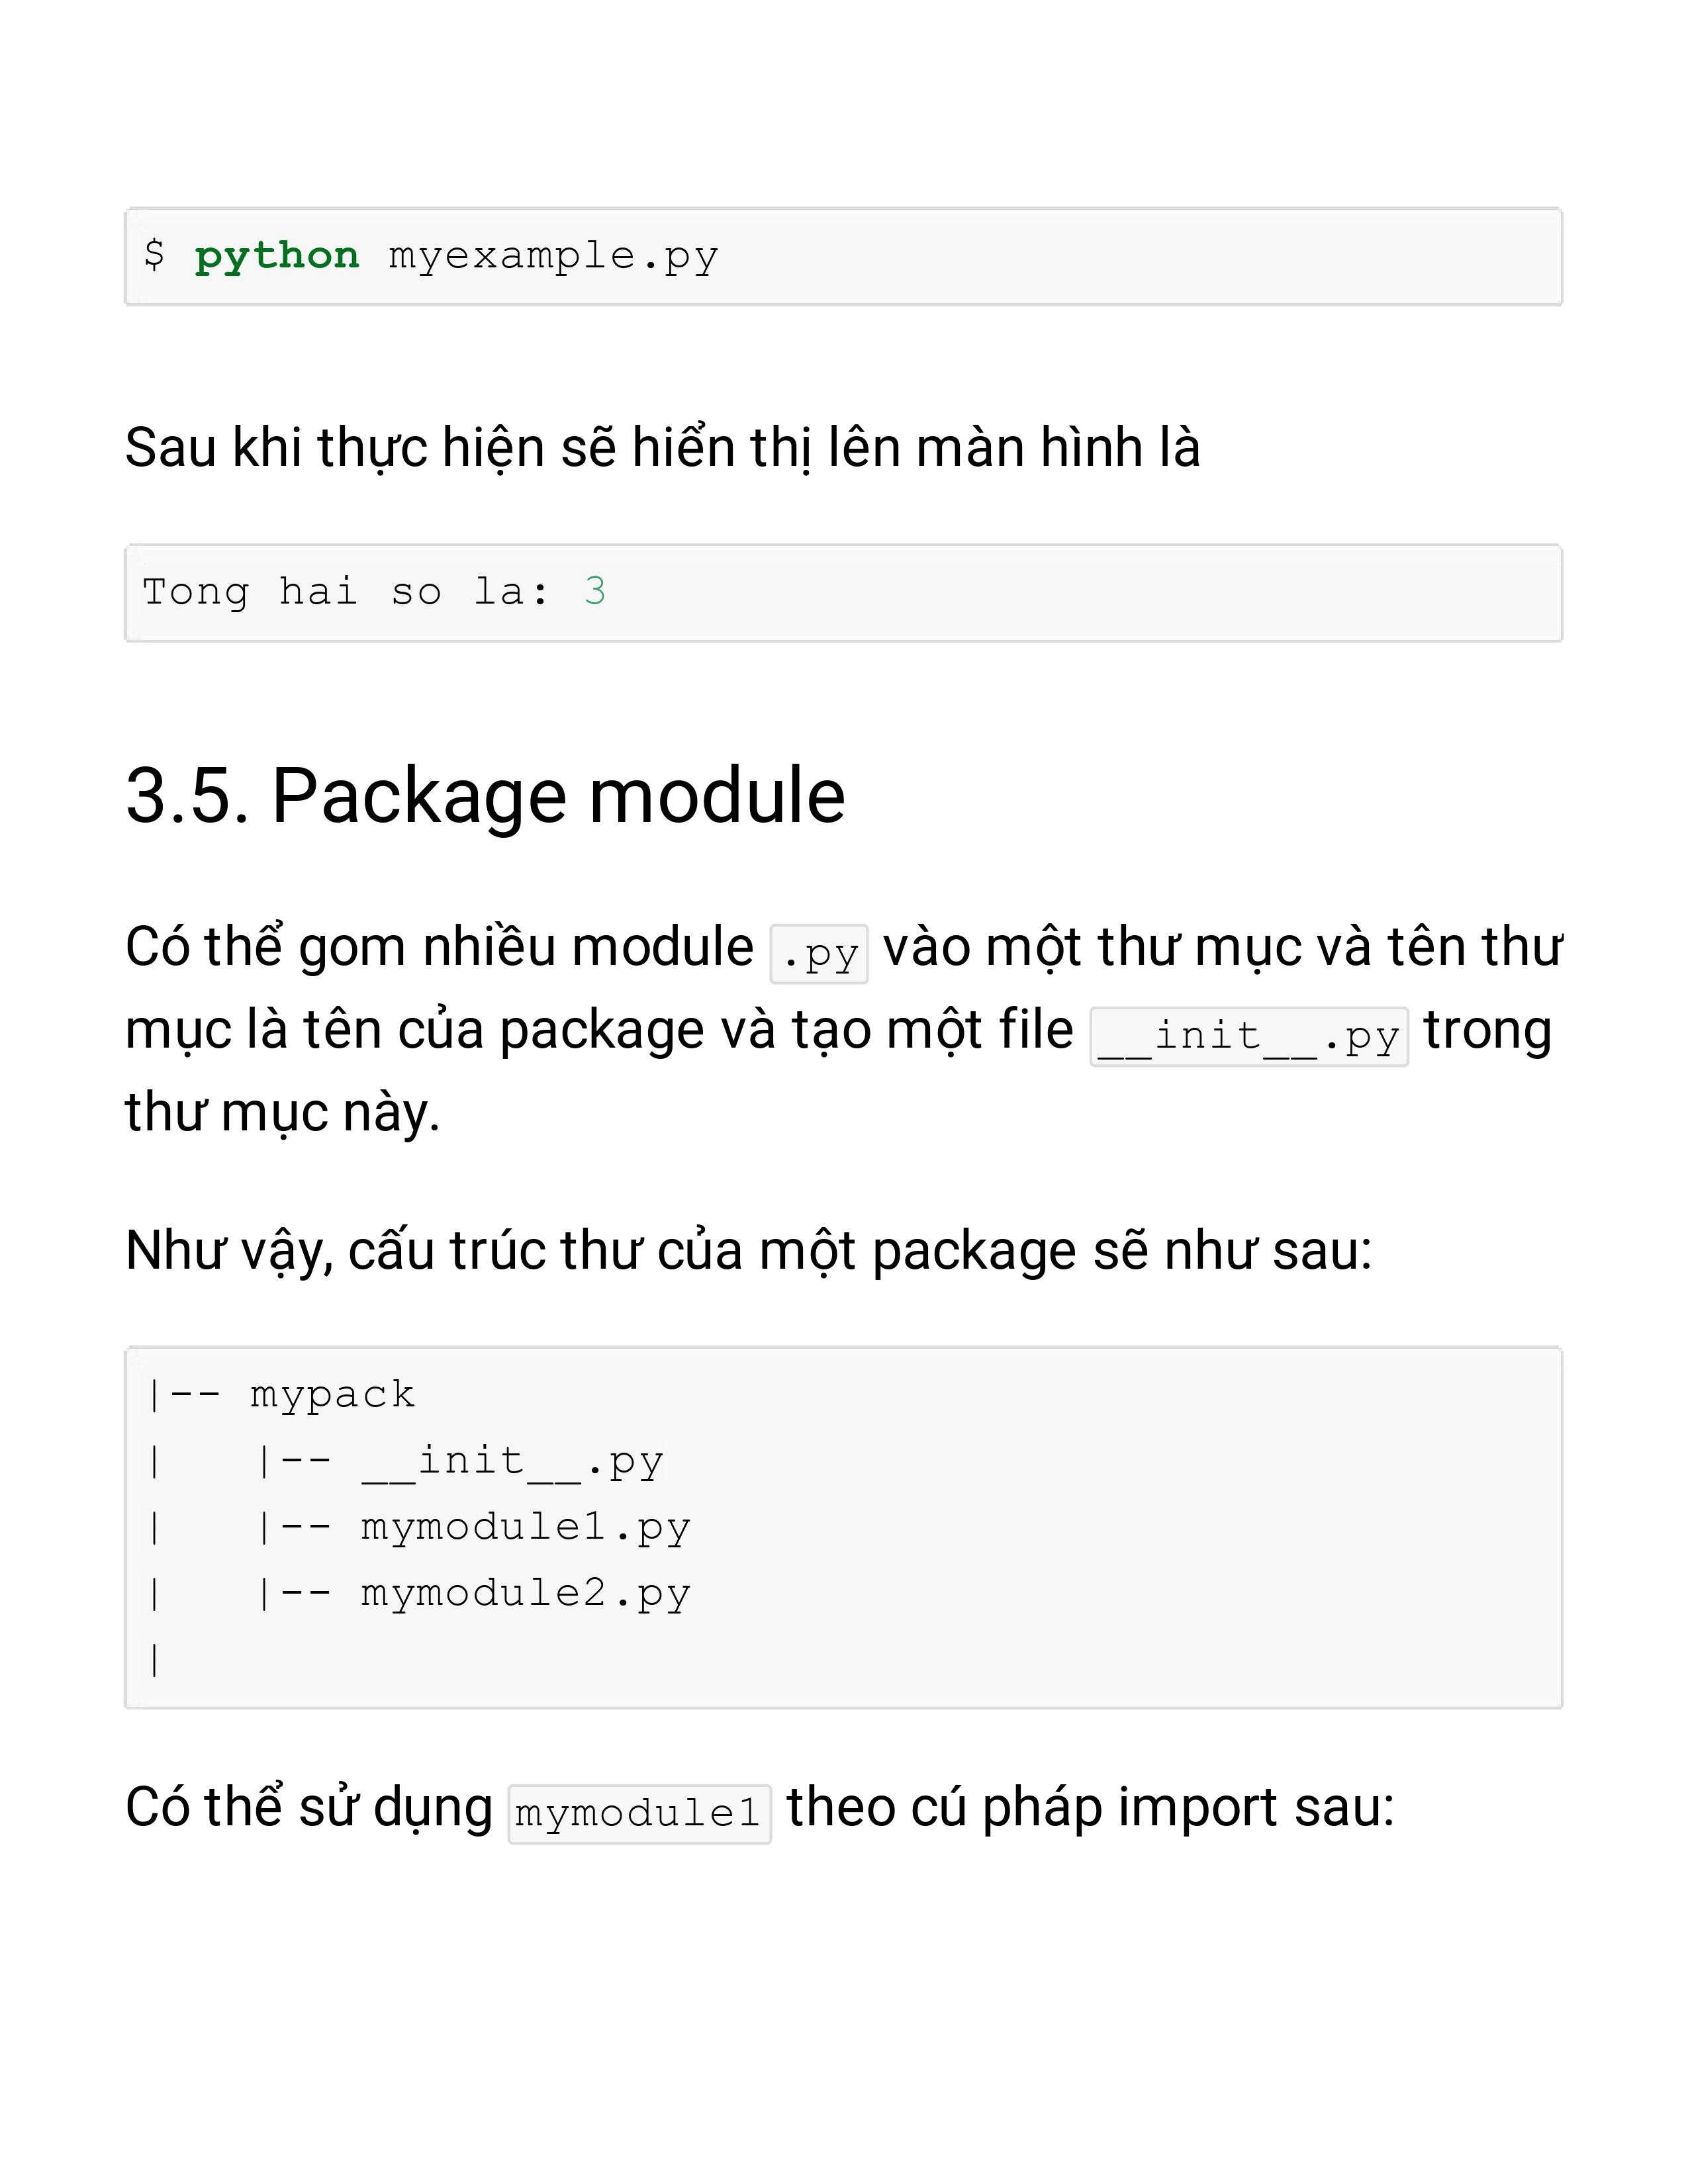 $ python myexample.py
Sau khi thực hiện sẽ hiển thị lên màn hình là
Tong hai so la: 3
3.5. Package module
Có thể gom nhiều module .py vào một thư mục và tên thư
mục là tên của package và tạo một file __init__.py trong
thư mục này.
Như vậy, cấu trúc thư của một package sẽ như sau:
|-- mypack
|   |-- __init__.py
|   |-- mymodule1.py
|   |-- mymodule2.py
|
Có thể sử dụng mymodule1 theo cú pháp import sau: